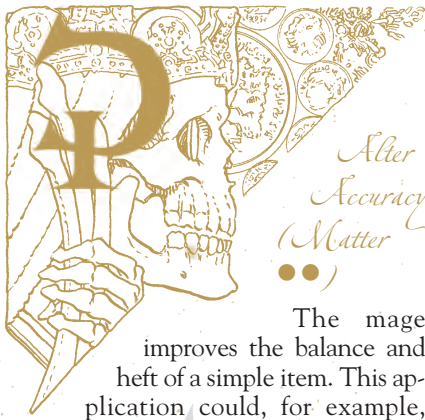 Alter
Accuracy
(Matter
●●)
The mage
improves the balance and
heft of a simple item. This ap-
plication could, for example,